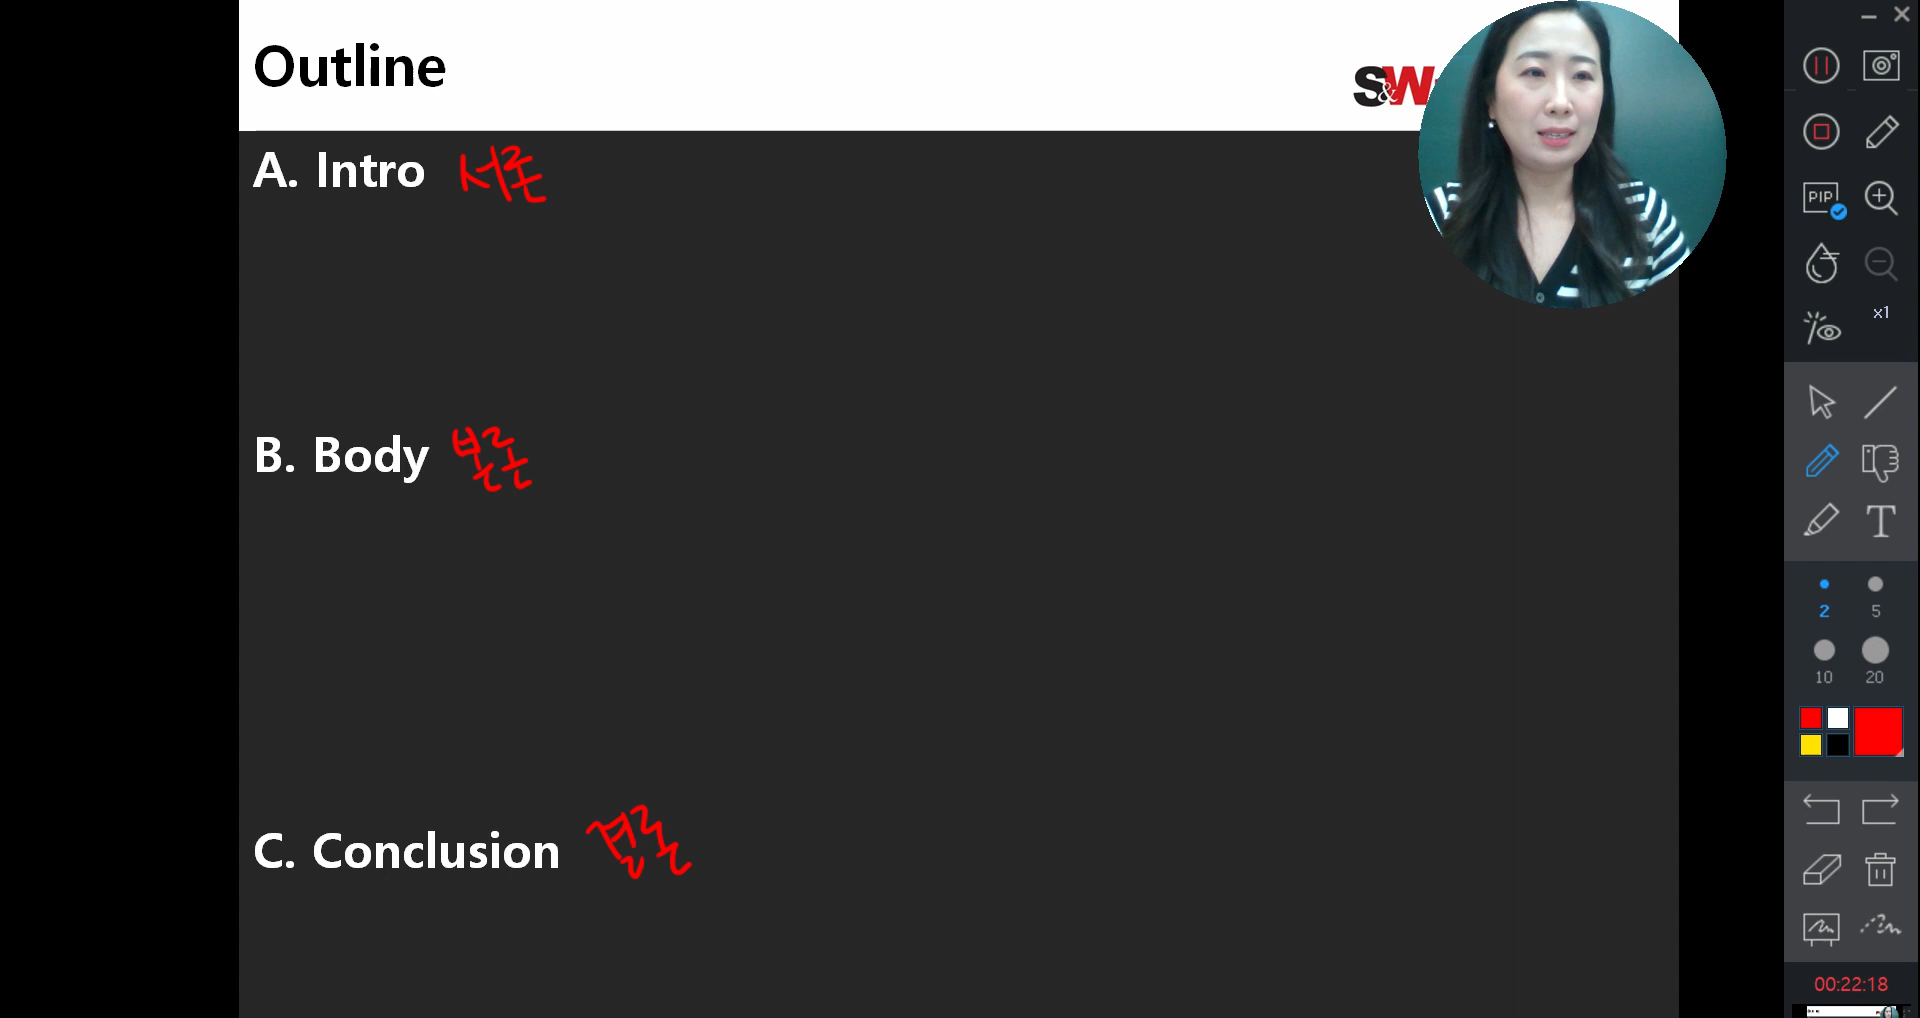 Outline
S&W
A. Intro 서론
B. Body 본론
C. Conclusion 결론
PIP
x1
T
2 5
10 20
00:22:18